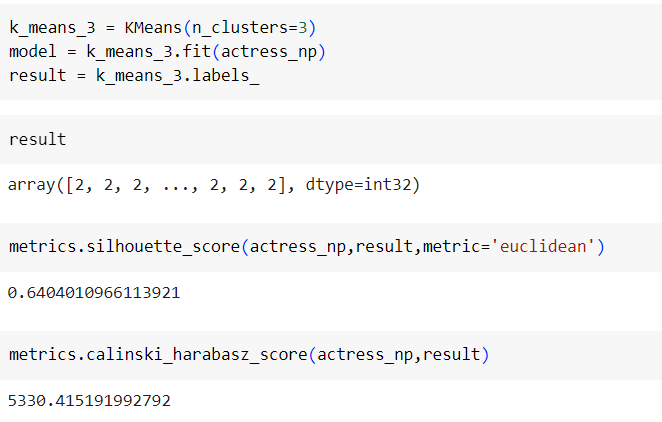 k_means_3 = KMeans(n_clusters=3)
model = k_means_3.fit(actress_np)
result = k_means_3.labels_
result
array([2, 2, 2, ..., 2, 2, 2], dtype=int32)
metrics.silhouette_score(actress_np,result,metric='euclidean')
0.6404010966113921
metrics.calinski_harabasz_score(actress_np,result)
5330.415191992792